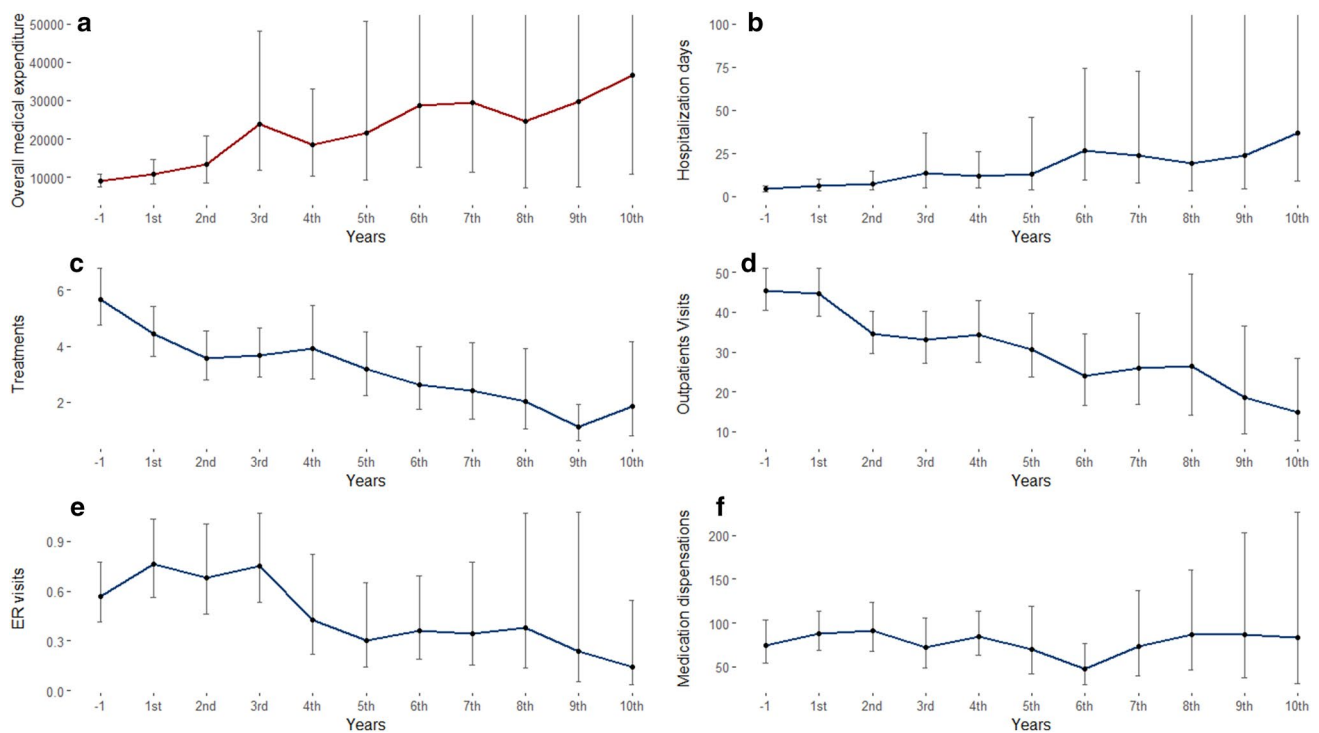 a
Overall medical expenditure
50000
40000
30000
20000
10000
-1 1st 2nd 3rd 4th 5th 6th 7th 8th 9th 10th
Years
b
Hospitalization days
100
75
50
25
0
-1 1st 2nd 3rd 4th 5th 6th 7th 8th 9th 10th
Years
c
Treatments
6
4
2
-1 1st 2nd 3rd 4th 5th 6th 7th 8th 9th 10th
Years
d
Outpatients Visits
50
40
30
20
10
-1 1st 2nd 3rd 4th 5th 6th 7th 8th 9th 10th
Years
e
ER visits
0.9
0.6
0.3
0.0
-1 1st 2nd 3rd 4th 5th 6th 7th 8th 9th 10th
Years
f
Medication dispensations
200
150
100
50
-1 1st 2nd 3rd 4th 5th 6th 7th 8th 9th 10th
Years